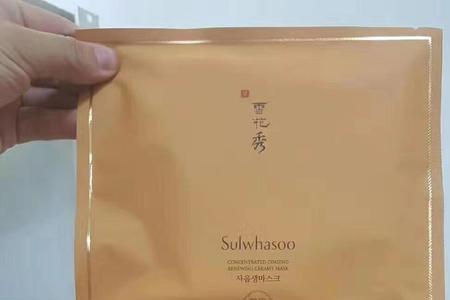 雪
花
秀
Sulwhasoo
CONCENTRATED GINSENG
RENEWING CREAMY MASK
자음생마스크